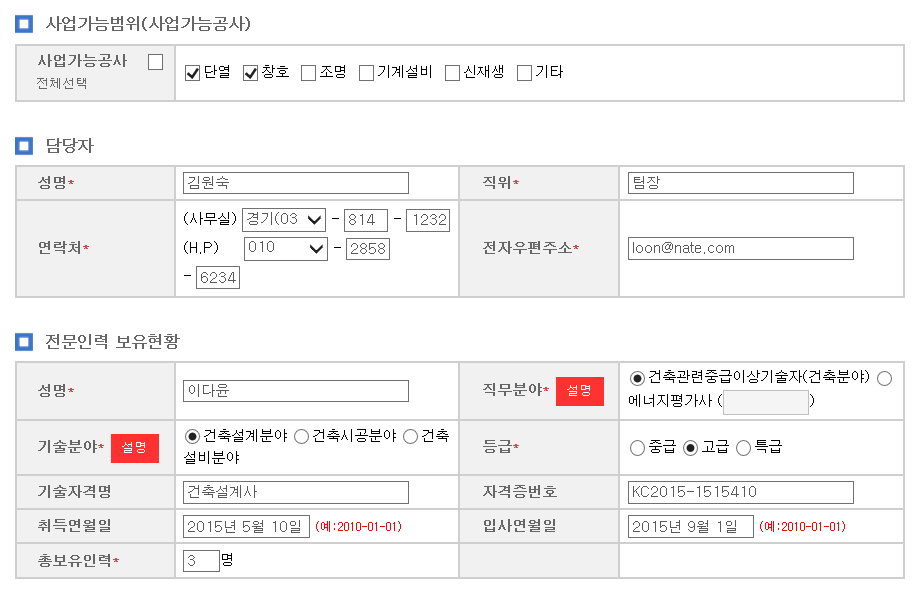 사업가능범위(사업가능공사)
사업가능공사
전체선택
단열 창호 조명 기계설비 신재생 기타
담당자
성명* 김원숙 직위* 팀장
연락처* (사무실) 경기(03 - 814 - 1232 전자우편주소* loon@nate.com
(H.P) 010 - 2858
- 6234
전문인력 보유현황
성명* 이다윤 직무분야* 설명 건축관련중급이상기술자(건축분야)
에너지평가사 ( )
기술분야* 설명 건축설계분야 건축시공분야 건축
설비분야 등급* 중급 고급 특급
기술자격명 건축설계사 자격증번호 KC2015-1515410
취득연월일 2015년 5월 10일 (예:2010-01-01) 입사연월일 2015년 9월 1일 (예:2010-01-01)
총보유인력* 3 명